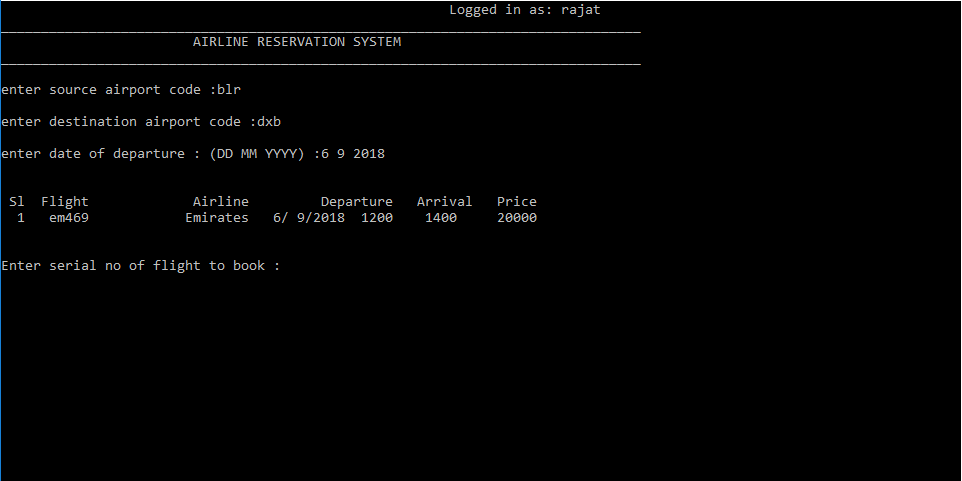 Logged in as: rajat
AIRLINE RESERVATION SYSTEM
enter source airport code :blr
enter destination airport code :dxb
enter date of departure : (DD MM YYYY) :6 9 2018
Sl Flight Airline Departure Arrival Price
1 em469 Emirates 6/ 9/2018 1200 1400 20000
Enter serial no of flight to book :